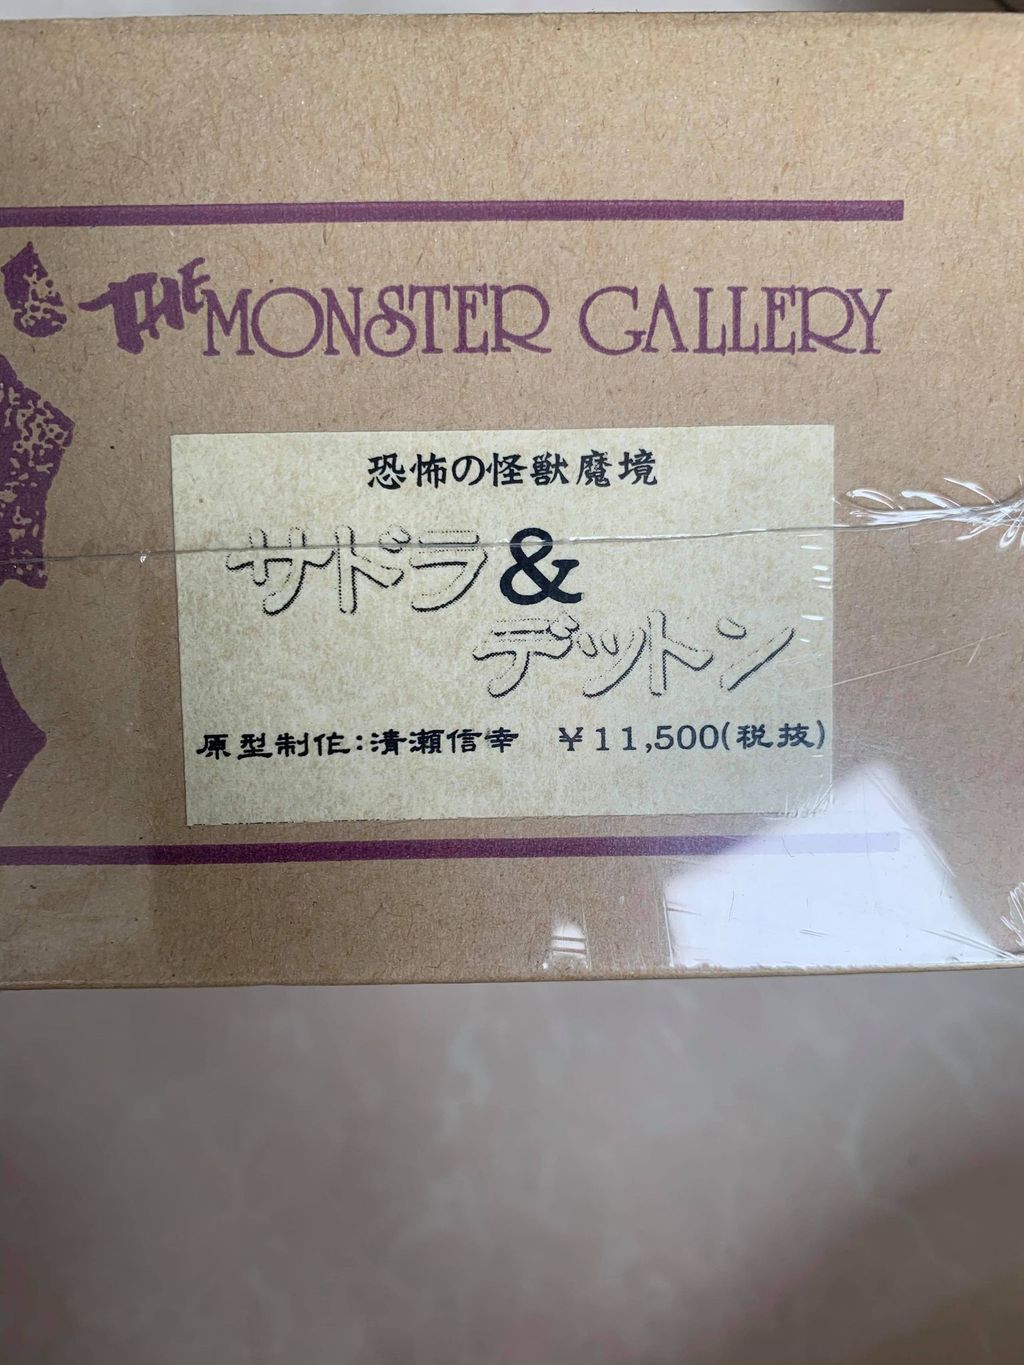 THE MONSTER GALLERY
恐怖の怪獣魔境
サドラ&
デットン
原型制作:清瀬信幸　¥11,500(税抜)